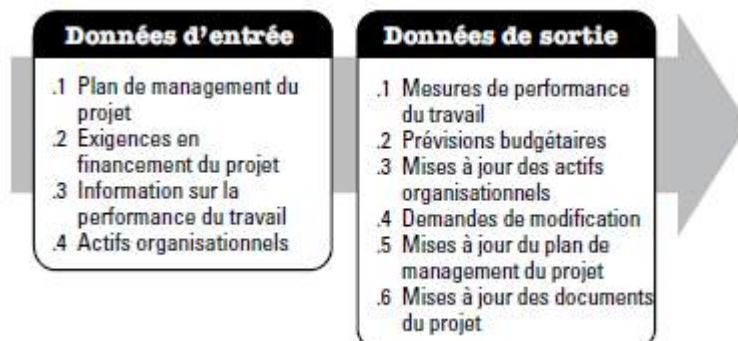 Données d'entrée
.1 Plan de management du
projet
.2 Exigences en
financement du projet
.3 Information sur la
performance du travail
.4 Actifs organisationnels
Données de sortie
.1 Mesures de performance
du travail
.2 Prévisions budgétaires
.3 Mises à jour des actifs
organisationnels
.4 Demandes de modification
.5 Mises à jour du plan de
management du projet
.6 Mises à jour des documents
du projet